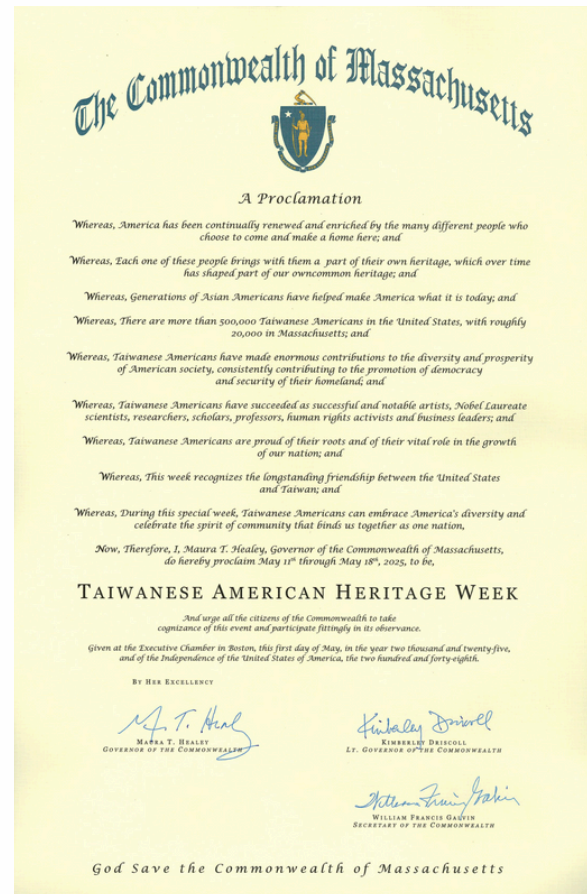 The Commonwealth of Massachusetts
A Proclamation
Whereas, America has been continually renewed and enriched by the many different people who
choose to come and make a home here; and
Whereas, Each one of these people brings with them a part of their own heritage, which over time
has shaped part of our owncommon heritage; and
Whereas, Generations of Asian Americans have helped make America what it is today; and
Whereas, There are more than 500,000 Taiwanese Americans in the United States, with roughly
20,000 in Massachusetts; and
Whereas, Taiwanese Americans have made enormous contributions to the diversity and prosperity
of American society, consistently contributing to the promotion of democracy
and security of their homeland; and
Whereas, Taiwanese Americans have succeeded as successful and notable artists, Nobel Laureate
scientists, researchers, scholars, professors, human rights activists and business leaders; and
Whereas, Taiwanese Americans are proud of their roots and of their vital role in the growth
of our nation; and
Whereas, This week recognizes the longstanding friendship between the United States
and Taiwan; and
Whereas, During this special week, Taiwanese Americans can embrace America's diversity and
celebrate the spirit of community that binds us together as one nation,
Now, Therefore, I, Maura T. Healey, Governor of the Commonwealth of Massachusetts,
do hereby proclaim May 11th through May 18th, 2025, to be,
TAIWANESE AMERICAN HERITAGE WEEK
And urge all the citizens of the Commonwealth to take
cognizance of this event and participate fittingly in its observance.
Given at the Executive Chamber in Boston, this first day of May, in the year two thousand and twenty-five,
and of the Independence of the United States of America, the two hundred and forty-eighth.
BY HER EXCELLENCY
M. T. Healy
MAURA T. HEALEY
GOVERNOR OF THE COMMONWEALTH
Kimberley Driscoll
KIMBERLEY DRISCOLL
LT. GOVERNOR OF THE COMMONWEALTH
William Francis Galvin
WILLIAM FRANCIS GALVIN
SECRETARY OF THE COMMONWEALTH
God Save the Commonwealth of Massachusetts